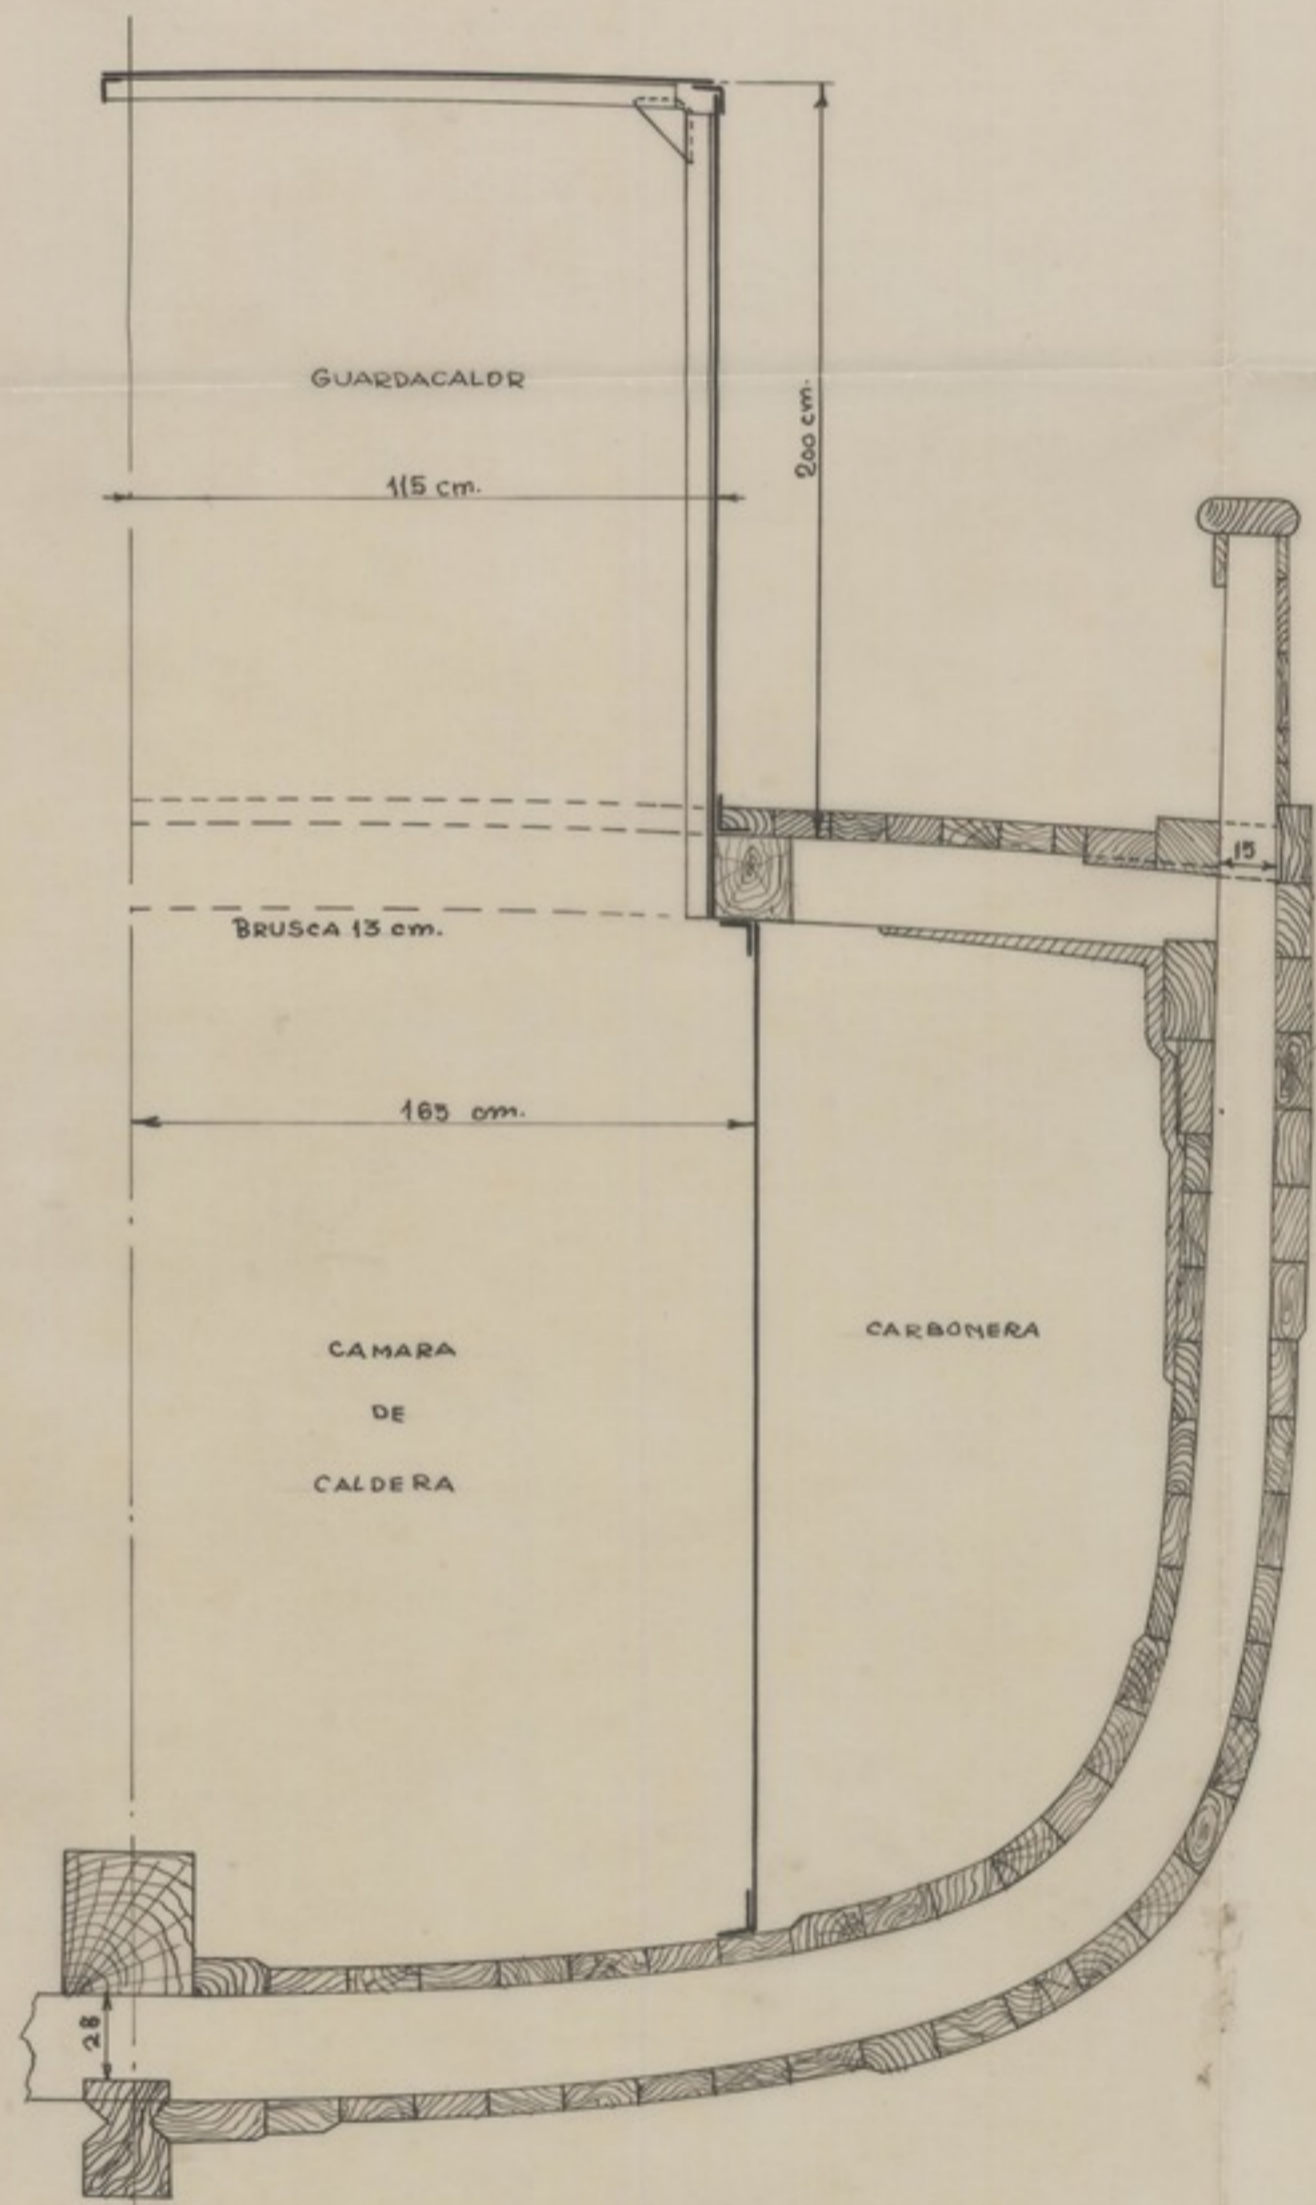 GUARDACALOR
115 cm.
200 cm.
15
BRUSCA 13 cm.
165 cm.
CARBONERA
CAMARA
DE
CALDERA
28